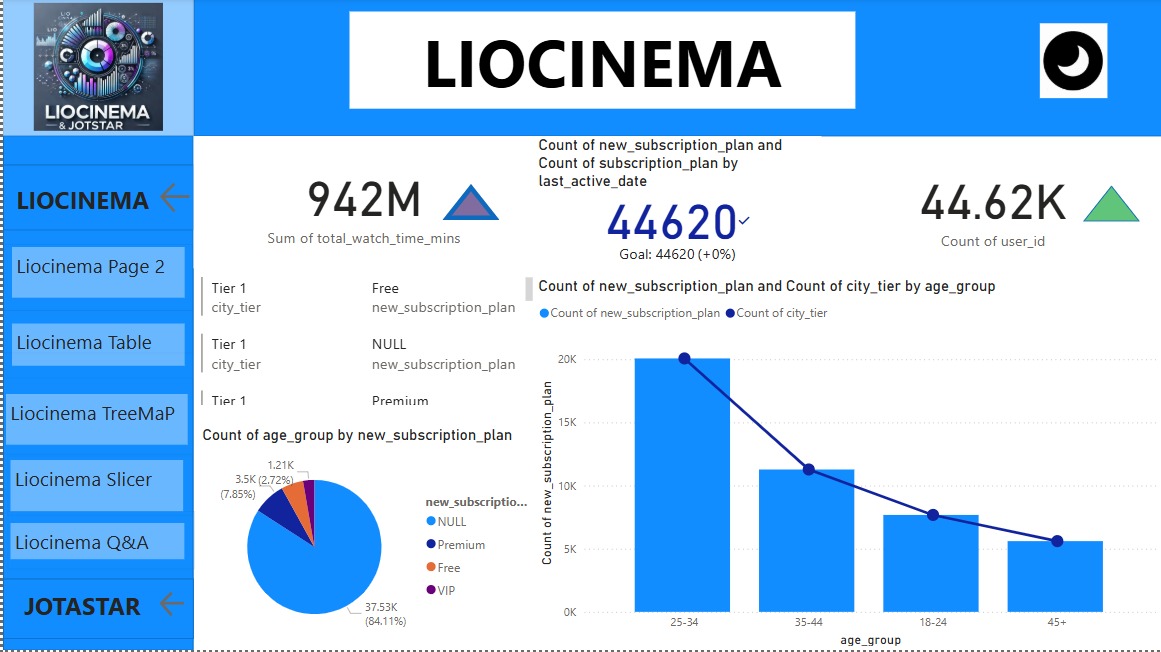 LIOCINEMA
& JOTSTAR
LIOCINEMA
LIOCINEMA
Liocinema Page 2
Liocinema Table
Liocinema TreeMaP
Liocinema Slicer
Liocinema Q&A
JOTASTAR
942M
Sum of total_watch_time_mins
Count of new_subscription_plan and
Count of subscription_plan by
last_active_date
44620
Goal: 44620 (+0%)
44.62K
Count of user_id
Tier 1
city_tier
Free
new_subscription_plan
Tier 1
city_tier
NULL
new_subscription_plan
Tier 1
Premium
Count of age_group by new_subscription_plan
1.21K
(2.72%)
3.5K
(7.85%)
37.53K
(84.11%)
new_subscriptio...
NULL
Premium
Free
VIP
Count of new_subscription_plan and Count of city_tier by age_group
Count of new_subscription_plan
Count of city_tier
Count of new_subscription_plan
20K
15K
10K
5K
0K
25-34
35-44
18-24
45+
age_group